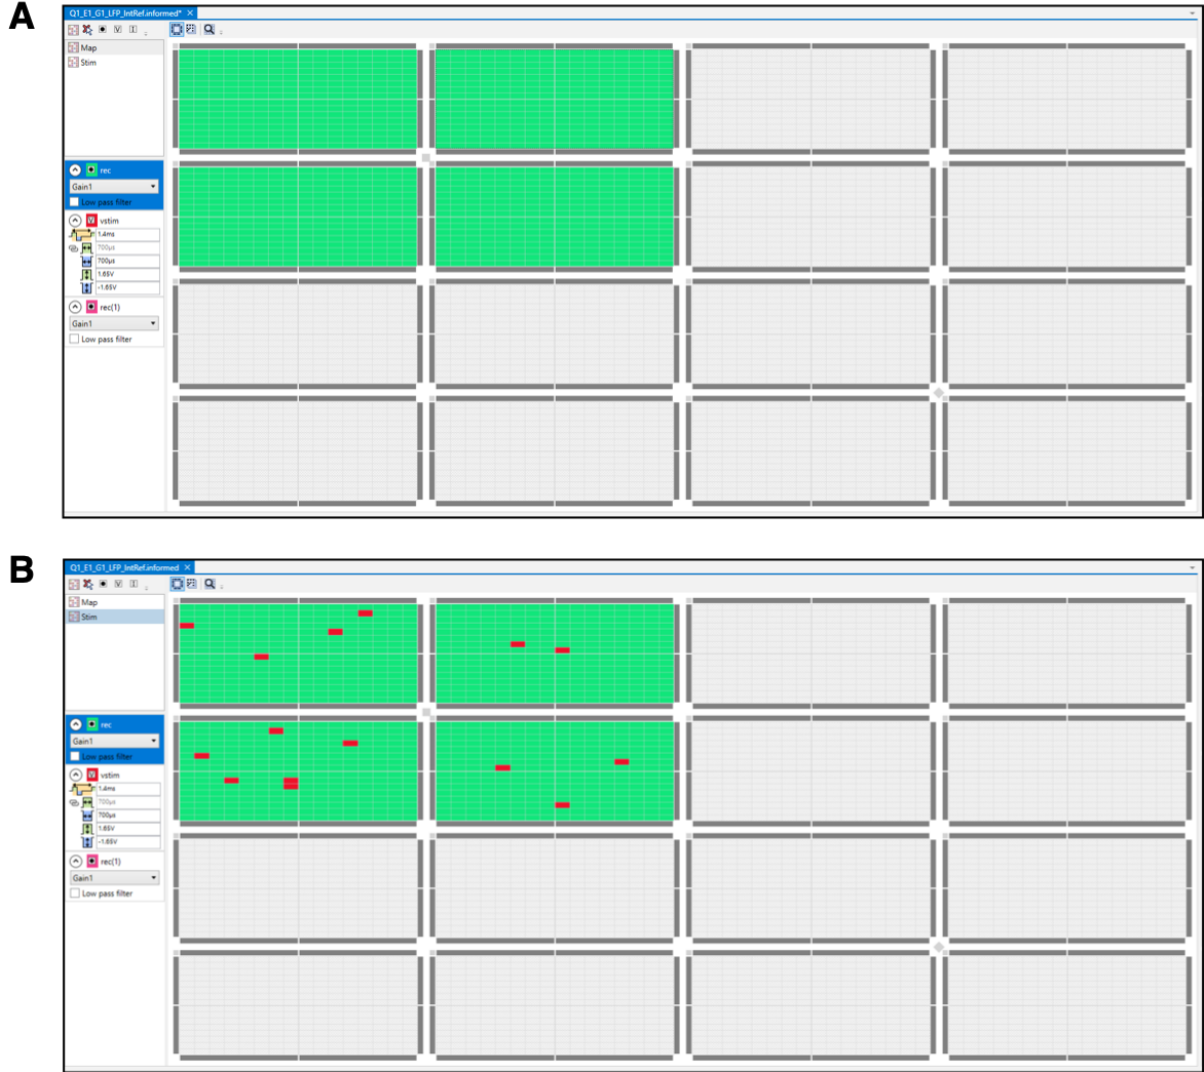 A
Q1_E1_G1_LFP_IntRef.informed*
Map
Stim
rec
Gain1
Low pass filter
vstim
1.4ms
700µs
700µs
1.65V
-1.65V
rec(1)
Gain1
Low pass filter
B
Q1_E1_G1_LFP_IntRef.informed
Map
Stim
rec
Gain1
Low pass filter
vstim
1.4ms
700µs
700µs
1.65V
-1.65V
rec(1)
Gain1
Low pass filter